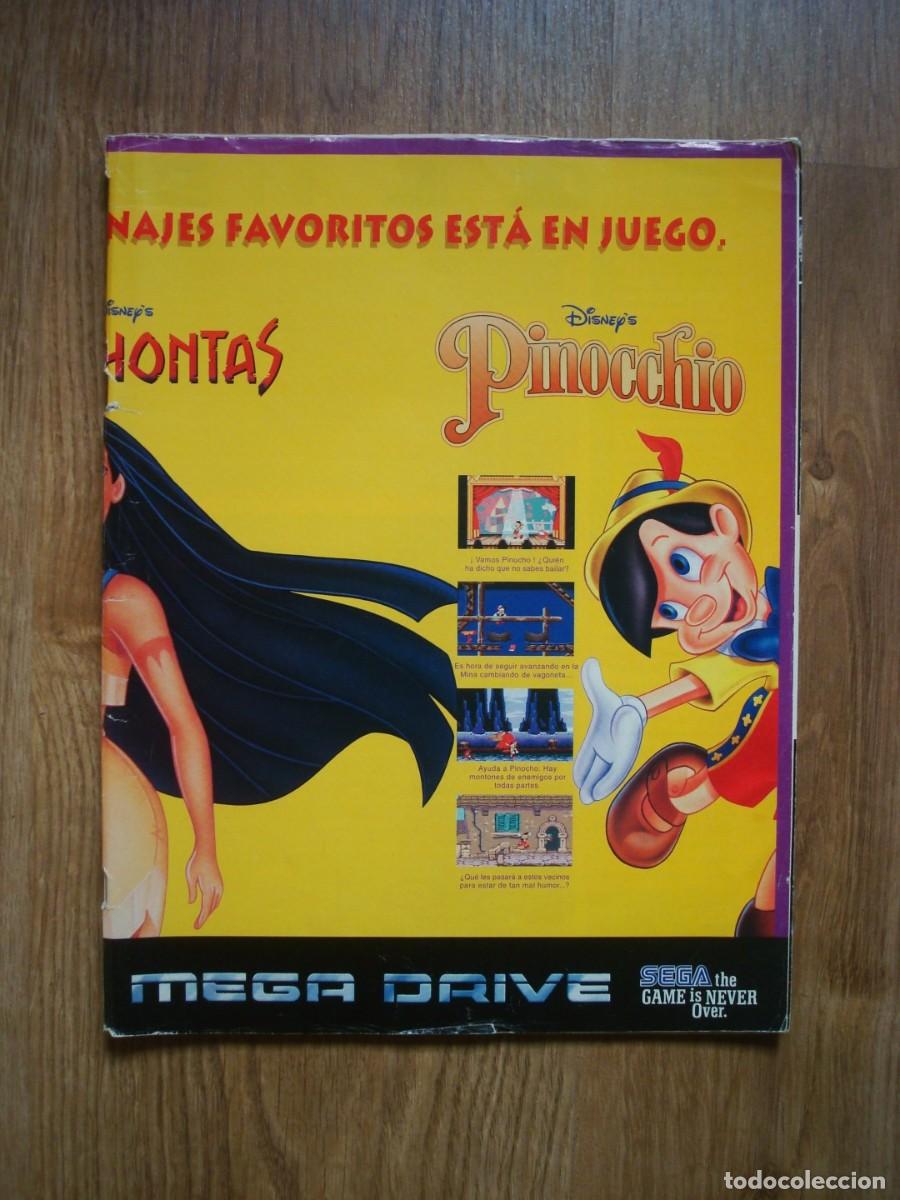 NAJES FAVORITOS ESTÁ EN JUEGO.
ISNEY'S
HONTAS
DISNEY'S
Pinocchio
¡ Vamos Pinucho ! ¿Quién
ha dicho que no sabes bailar?
Es hora de seguir avanzando en la
Mina cambiando de vagoneta...
Ayuda a Pinocho: Hay
montones de enemigos por
todas partes.
¿Qué les pasará a estos vecinos
para estar de tan mal humor...?
MEGA DRIVE
SEGA the
GAME is NEVER
Over.
todocoleccion